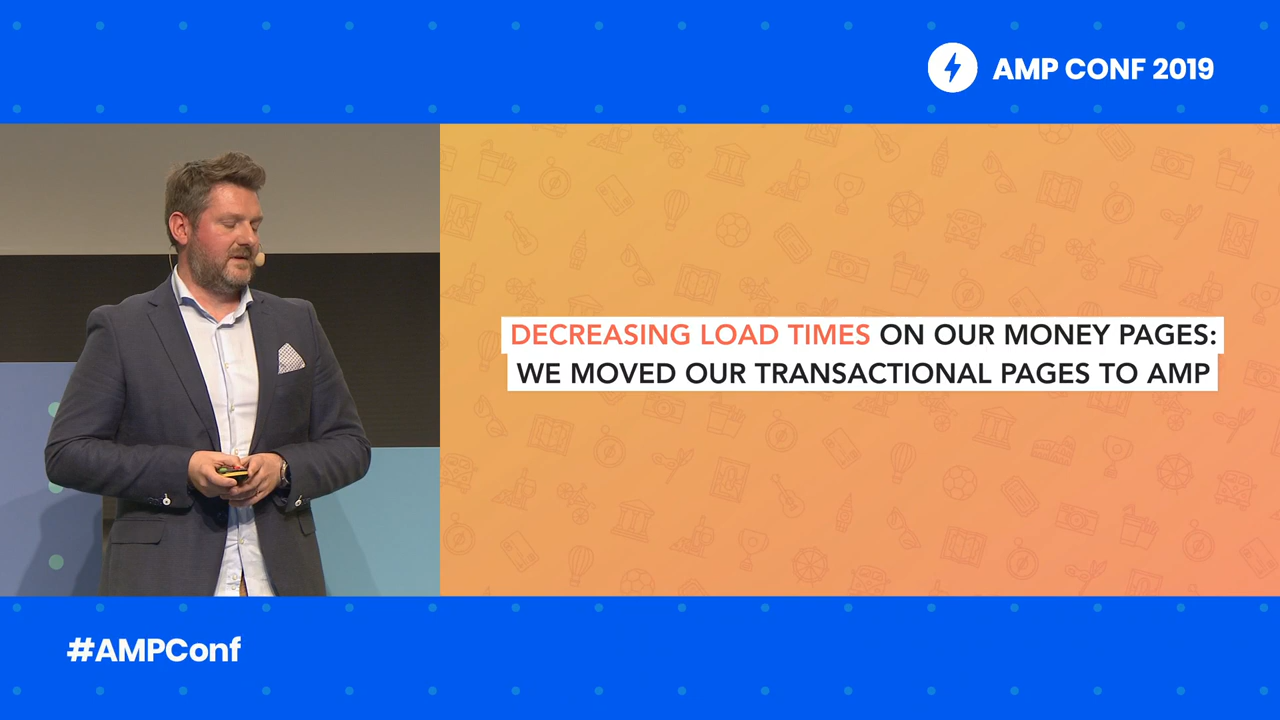 AMP CONF 2019
DECREASING LOAD TIMES ON OUR MONEY PAGES:
WE MOVED OUR TRANSACTIONAL PAGES TO AMP
#AMPConf